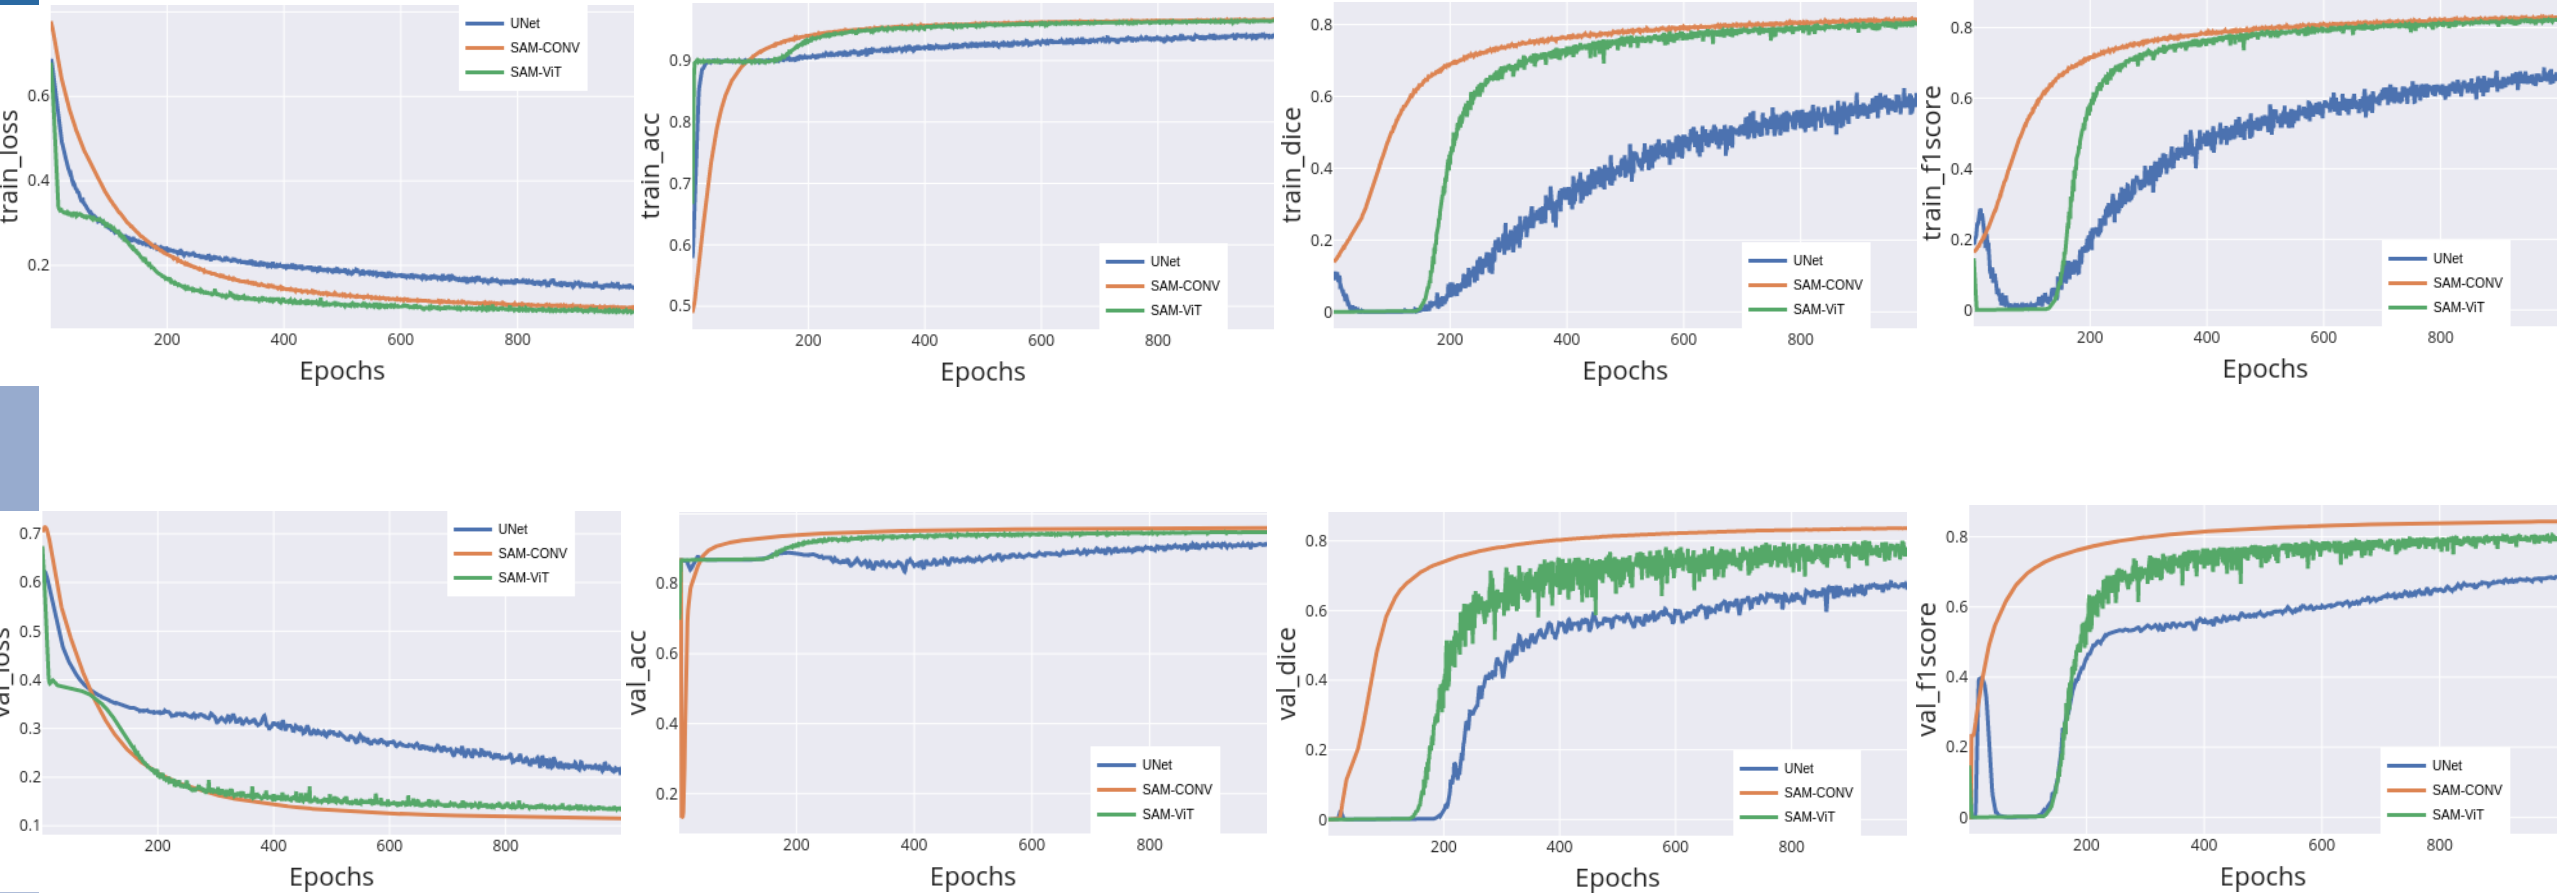 UNet
SAM-CONV
SAM-ViT
0.6
0.4
0.2
train_loss
200
400
600
800
Epochs
0.9
0.8
0.7
0.6
0.5
train_acc
UNet
SAM-CONV
SAM-ViT
200
400
600
800
Epochs
0.8
0.6
0.4
0.2
0
train_dice
UNet
SAM-CONV
SAM-ViT
200
400
600
800
Epochs
0.8
0.6
0.4
0.2
0
train_f1score
UNet
SAM-CONV
SAM-ViT
200
400
600
800
Epochs
UNet
SAM-CONV
SAM-ViT
0.7
0.6
0.5
0.4
0.3
0.2
0.1
val_loss
200
400
600
800
Epochs
0.8
0.6
0.4
0.2
val_acc
UNet
SAM-CONV
SAM-ViT
200
400
600
800
Epochs
0.8
0.6
0.4
0.2
0
val_dice
UNet
SAM-CONV
SAM-ViT
200
400
600
800
Epochs
0.8
0.6
0.4
0.2
0
val_f1score
UNet
SAM-CONV
SAM-ViT
200
400
600
800
Epochs